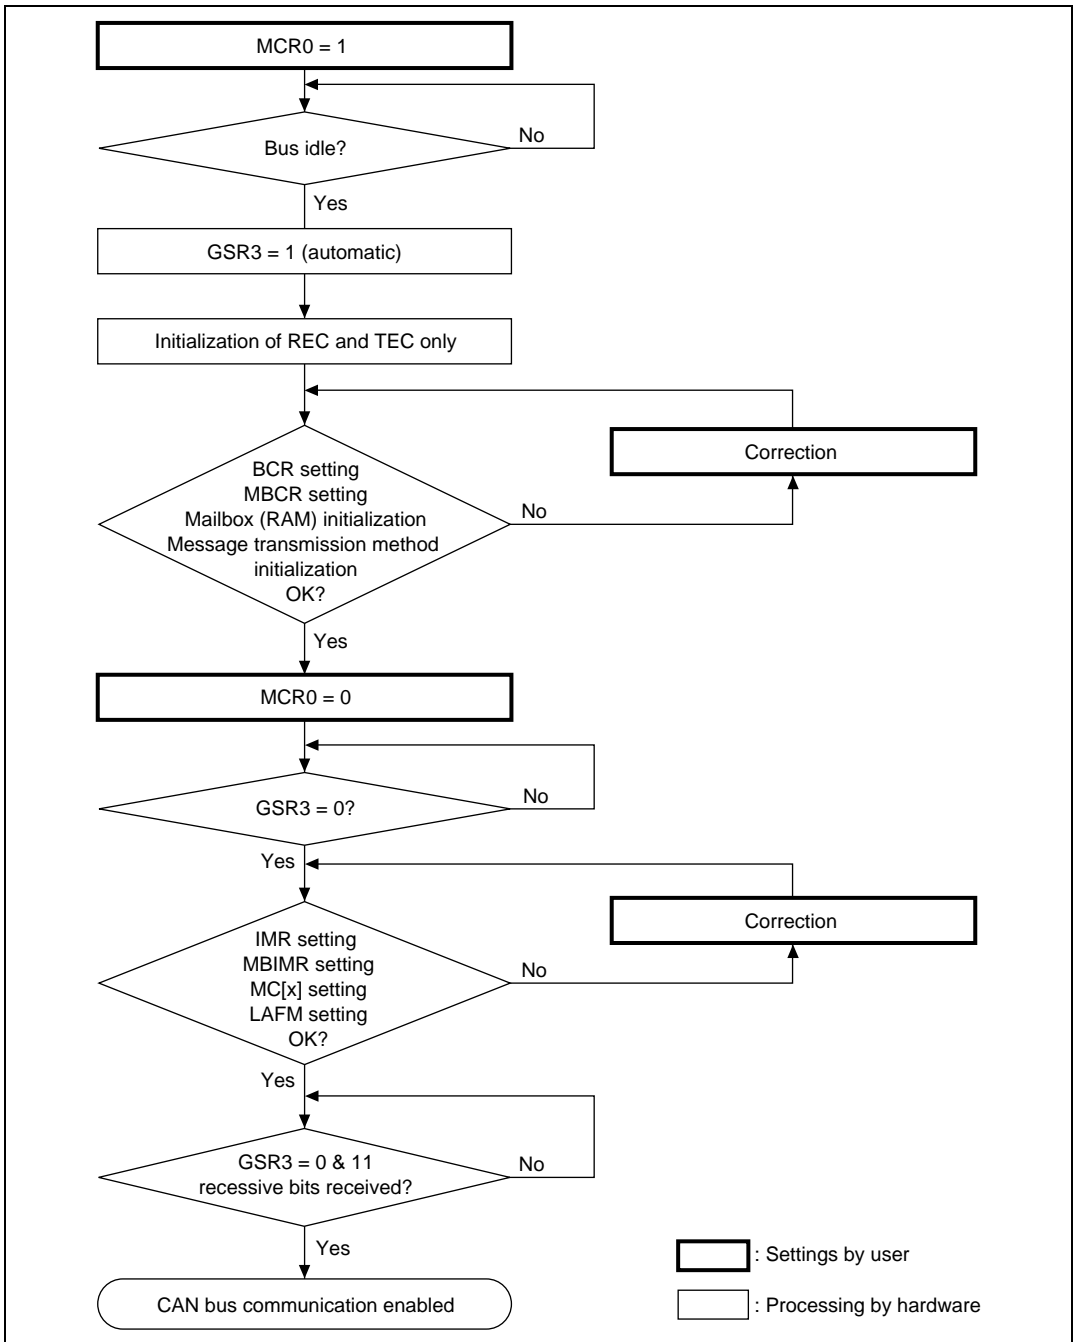 MCR0 = 1
Bus idle?
No
Yes
GSR3 = 1 (automatic)
Initialization of REC and TEC only
BCR setting
MBCR setting
Mailbox (RAM) initialization
Message transmission method
initialization
OK?
No
Correction
Yes
MCR0 = 0
GSR3 = 0?
No
Yes
IMR setting
MBIMR setting
MC[x] setting
LAFM setting
OK?
No
Correction
Yes
GSR3 = 0 & 11
recessive bits received?
No
Yes
CAN bus communication enabled
: Settings by user
: Processing by hardware